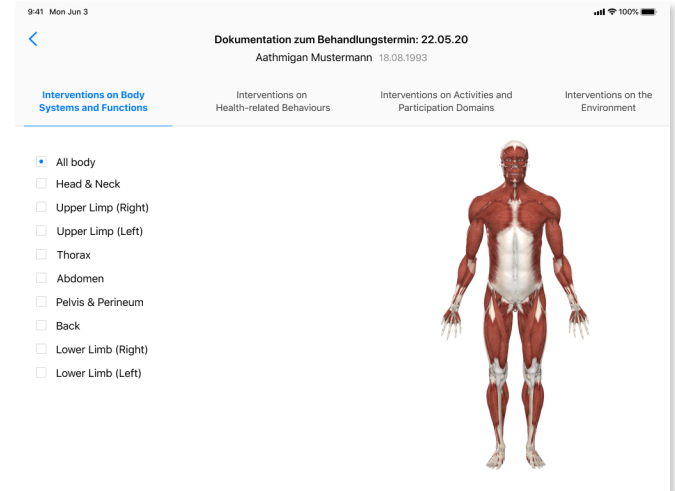 9:41 Mon Jun 3
100%
Dokumentation zum Behandlungstermin: 22.05.20
Aathmigan Mustermann 18.08.1993
Interventions on Body
Systems and Functions
Interventions on
Health-related Behaviours
Interventions on Activities and
Participation Domains
Interventions on the
Environment
All body
Head & Neck
Upper Limp (Right)
Upper Limp (Left)
Thorax
Abdomen
Pelvis & Perineum
Back
Lower Limb (Right)
Lower Limb (Left)